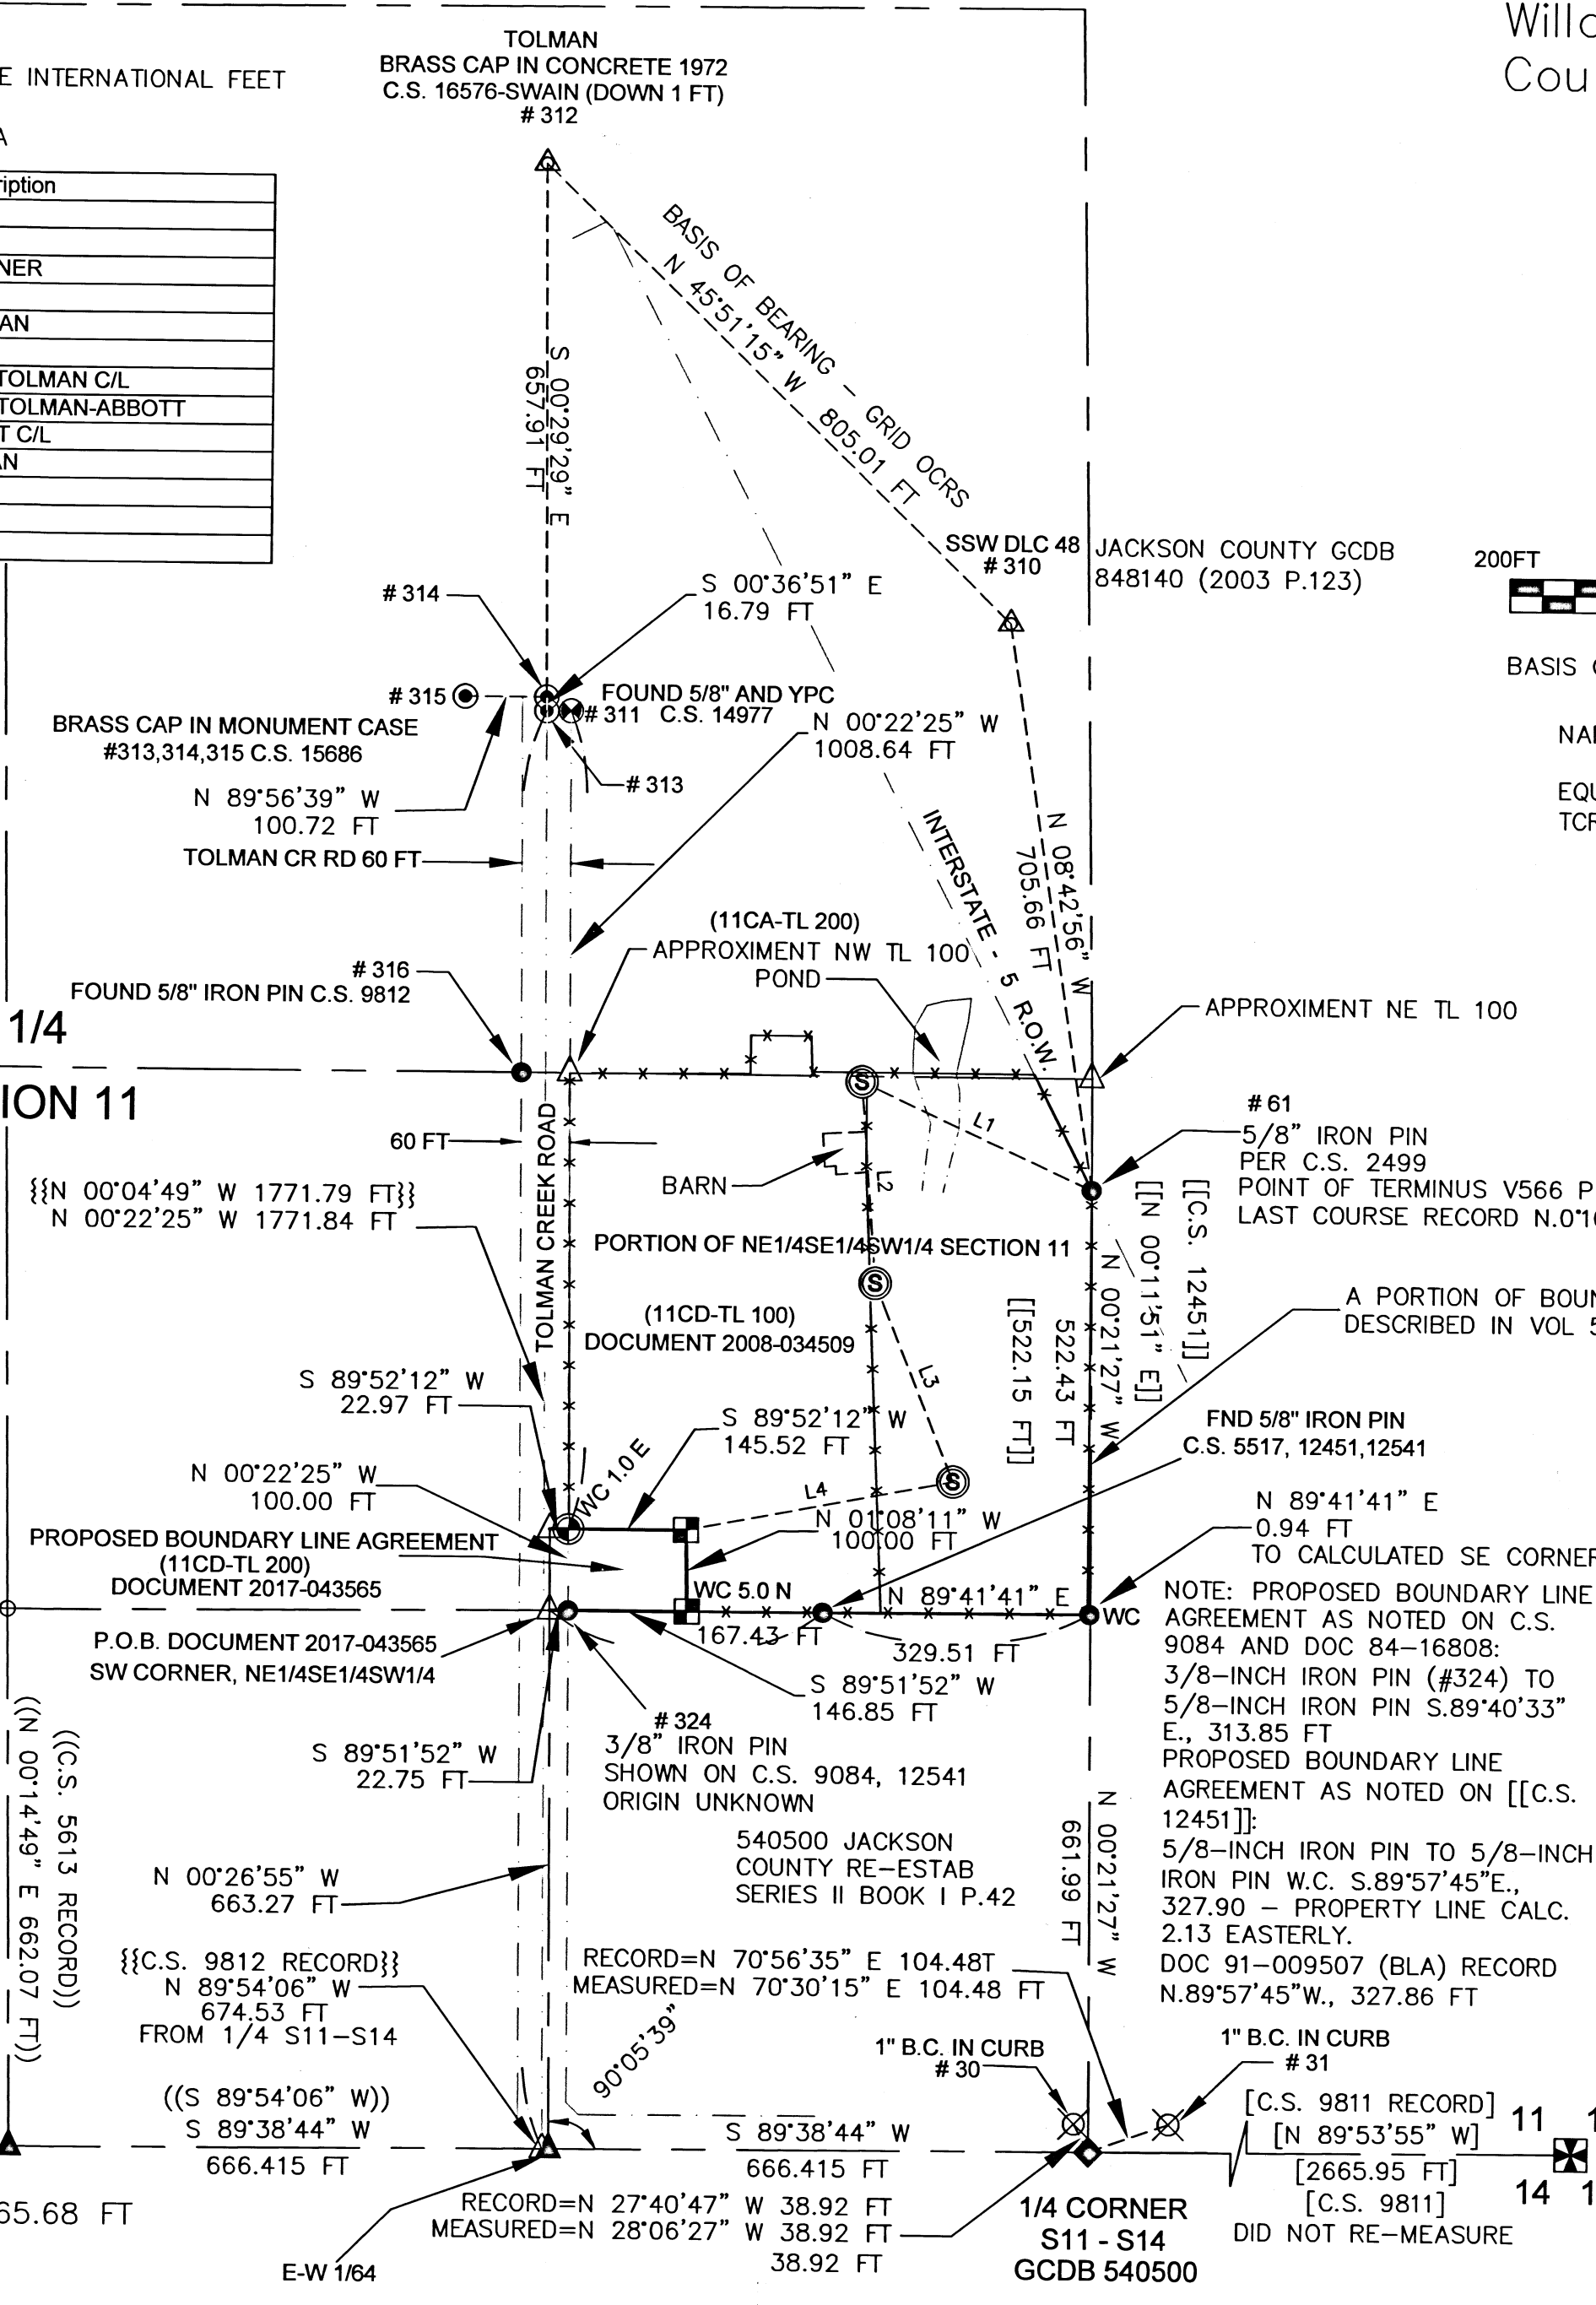 Willo
Cou
E INTERNATIONAL FEET
A
ription
NER
AN
TOLMAN C/L
TOLMAN-ABBOTT
T C/L
AN
TOLMAN
BRASS CAP IN CONCRETE 1972
C.S. 16576-SWAIN (DOWN 1 FT)
# 312
BASIS OF BEARING - GRID OCRS
N 45°51'15" W 805.01 FT
S 00°29'29" E
657.91 FT
SSW DLC 48
# 310
JACKSON COUNTY GCDB
848140 (2003 P.123)
200FT
BASIS O
NA
EQU
TCR
# 314
S 00°36'51" E
16.79 FT
# 315
FOUND 5/8" AND YPC
# 311 C.S. 14977
BRASS CAP IN MONUMENT CASE
#313,314,315 C.S. 15686
N 00°22'25" W
1008.64 FT
# 313
N 89°56'39" W
100.72 FT
TOLMAN CR RD 60 FT
INTERSTATE - 5 R.O.W.
N 08°42'56" W
705.66 FT
(11CA-TL 200)
APPROXIMENT NW TL 100
POND
# 316
FOUND 5/8" IRON PIN C.S. 9812
APPROXIMENT NE TL 100
1/4
ION 11
S
L1
# 61
5/8" IRON PIN
PER C.S. 2499
POINT OF TERMINUS V566 P
LAST COURSE RECORD N.0°1
60 FT
TOLMAN CREEK ROAD
BARN
L2
{{N 00°04'49" W 1771.79 FT}}
N 00°22'25" W 1771.84 FT
PORTION OF NE1/4SE1/4SW1/4 SECTION 11
S
[[C.S. 12451]]
[[N 00°11'51" E]]
N 00°21'27" W
522.43 FT
[[522.15 FT]]
A PORTION OF BOUN
DESCRIBED IN VOL 5
(11CD-TL 100)
DOCUMENT 2008-034509
L3
S 89°52'12" W
22.97 FT
S 89°52'12" W
145.52 FT
FND 5/8" IRON PIN
C.S. 5517, 12451,12541
WC 1.0 E
N 00°22'25" W
100.00 FT
S
L4
N 01°08'11" W
100.00 FT
N 89°41'41" E
0.94 FT
TO CALCULATED SE CORNER
PROPOSED BOUNDARY LINE AGREEMENT
(11CD-TL 200)
DOCUMENT 2017-043565
WC 5.0 N
N 89°41'41" E
WC
167.43 FT
329.51 FT
P.O.B. DOCUMENT 2017-043565
SW CORNER, NE1/4SE1/4SW1/4
S 89°51'52" W
146.85 FT
NOTE: PROPOSED BOUNDARY LINE
AGREEMENT AS NOTED ON C.S.
9084 AND DOC 84-16808:
3/8-INCH IRON PIN (#324) TO
5/8-INCH IRON PIN S.89°40'33"
E., 313.85 FT
PROPOSED BOUNDARY LINE
AGREEMENT AS NOTED ON [[C.S.
12451]]:
5/8-INCH IRON PIN TO 5/8-INCH
IRON PIN W.C. S.89°57'45"E.,
327.90 - PROPERTY LINE CALC.
2.13 EASTERLY.
DOC 91-009507 (BLA) RECORD
N.89°57'45"W., 327.86 FT
# 324
3/8" IRON PIN
SHOWN ON C.S. 9084, 12541
ORIGIN UNKNOWN
S 89°51'52" W
22.75 FT
((C.S. 5613 RECORD))
((N 00°14'49" E 662.07 FT))
540500 JACKSON
COUNTY RE-ESTAB
SERIES II BOOK I P.42
N 00°21'27" W
661.99 FT
N 00°26'55" W
663.27 FT
RECORD=N 70°56'35" E 104.48T
MEASURED=N 70°30'15" E 104.48 FT
{{C.S. 9812 RECORD}}
N 89°54'06" W
674.53 FT
FROM 1/4 S11-S14
90°05'39"
1" B.C. IN CURB
# 30
1" B.C. IN CURB
# 31
((S 89°54'06" W))
S 89°38'44" W
666.415 FT
S 89°38'44" W
666.415 FT
[C.S. 9811 RECORD]
[N 89°53'55" W]
[2665.95 FT]
[C.S. 9811]
DID NOT RE-MEASURE
11 1
14 1
65.68 FT
RECORD=N 27°40'47" W 38.92 FT
MEASURED=N 28°06'27" W 38.92 FT
38.92 FT
1/4 CORNER
S11 - S14
GCDB 540500
E-W 1/64